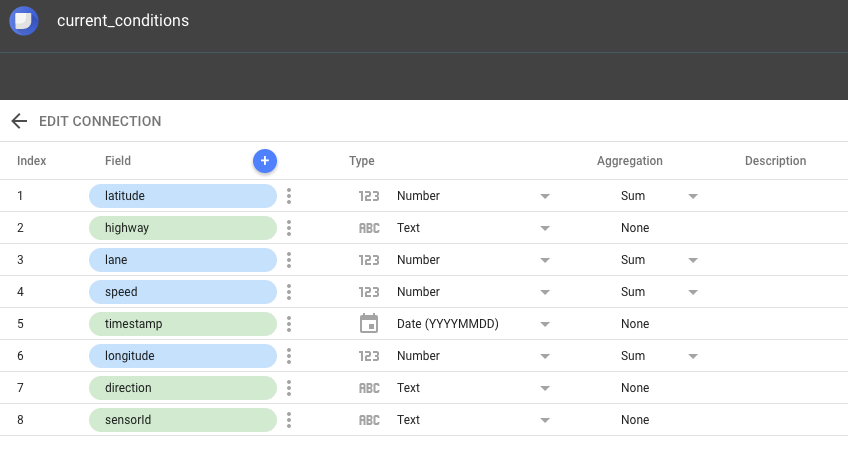 current_conditions
EDIT CONNECTION
Index Field + Type Aggregation Description
1 latitude 123 Number Sum
2 highway ABC Text None
3 lane 123 Number Sum
4 speed 123 Number Sum
5 timestamp Date (YYYYMMDD) None
6 longitude 123 Number Sum
7 direction ABC Text None
8 sensorId ABC Text None